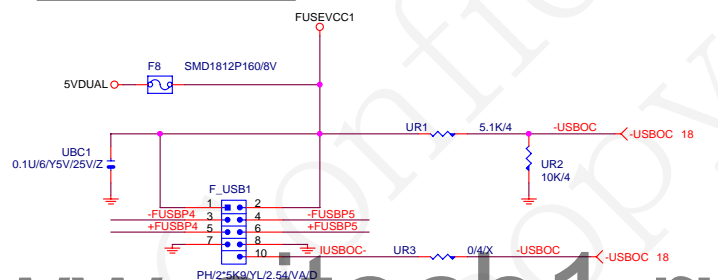 FUSEVCC1
F8 SMD1812P160/8V
5VDUAL
UR1 5.1K/4 -USBOC -USBOC 18
UBC1
0.1U/6/Y5V/25V/Z
UR2
10K/4
F_USB1
1 2
-FUSBP4 3 4 -FUSBP5
+FUSBP4 5 6 +FUSBP5
7 8
10 IUSBOC- UR3 0/4/X -USBOC -USBOC 18
PH/2*5K9/YL/2.54/VA/D